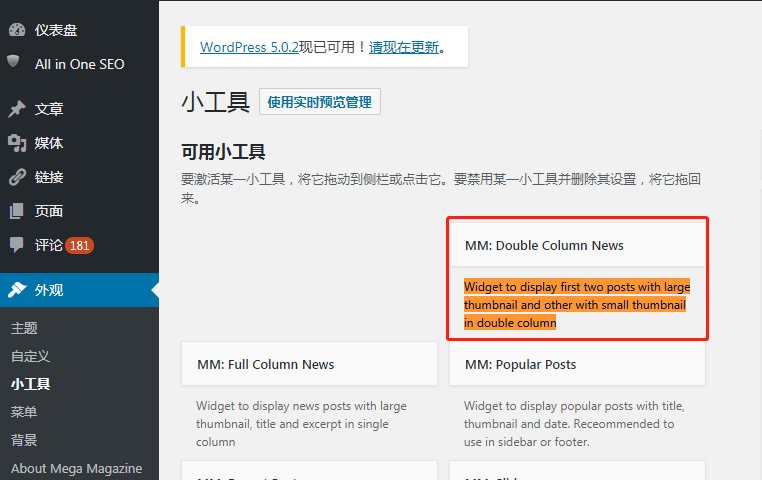 仪表盘
All in One SEO
文章
媒体
链接
页面
评论 181
外观
主题
自定义
小工具
菜单
背景
About Mega Magazine
WordPress 5.0.2现已可用！请现在更新。
小工具 使用实时预览管理
可用小工具
要激活某一小工具，将它拖动到侧栏或点击它。要禁用某一小工具并删除其设置，将它拖回
来。
MM: Double Column News
Widget to display first two posts with large
thumbnail and other with small thumbnail
in double column
MM: Full Column News
Widget to display news posts with large
thumbnail, title and excerpt in single
column
MM: Popular Posts
Widget to display popular posts with title,
thumbnail and date. Receommended to
use in sidebar or footer.